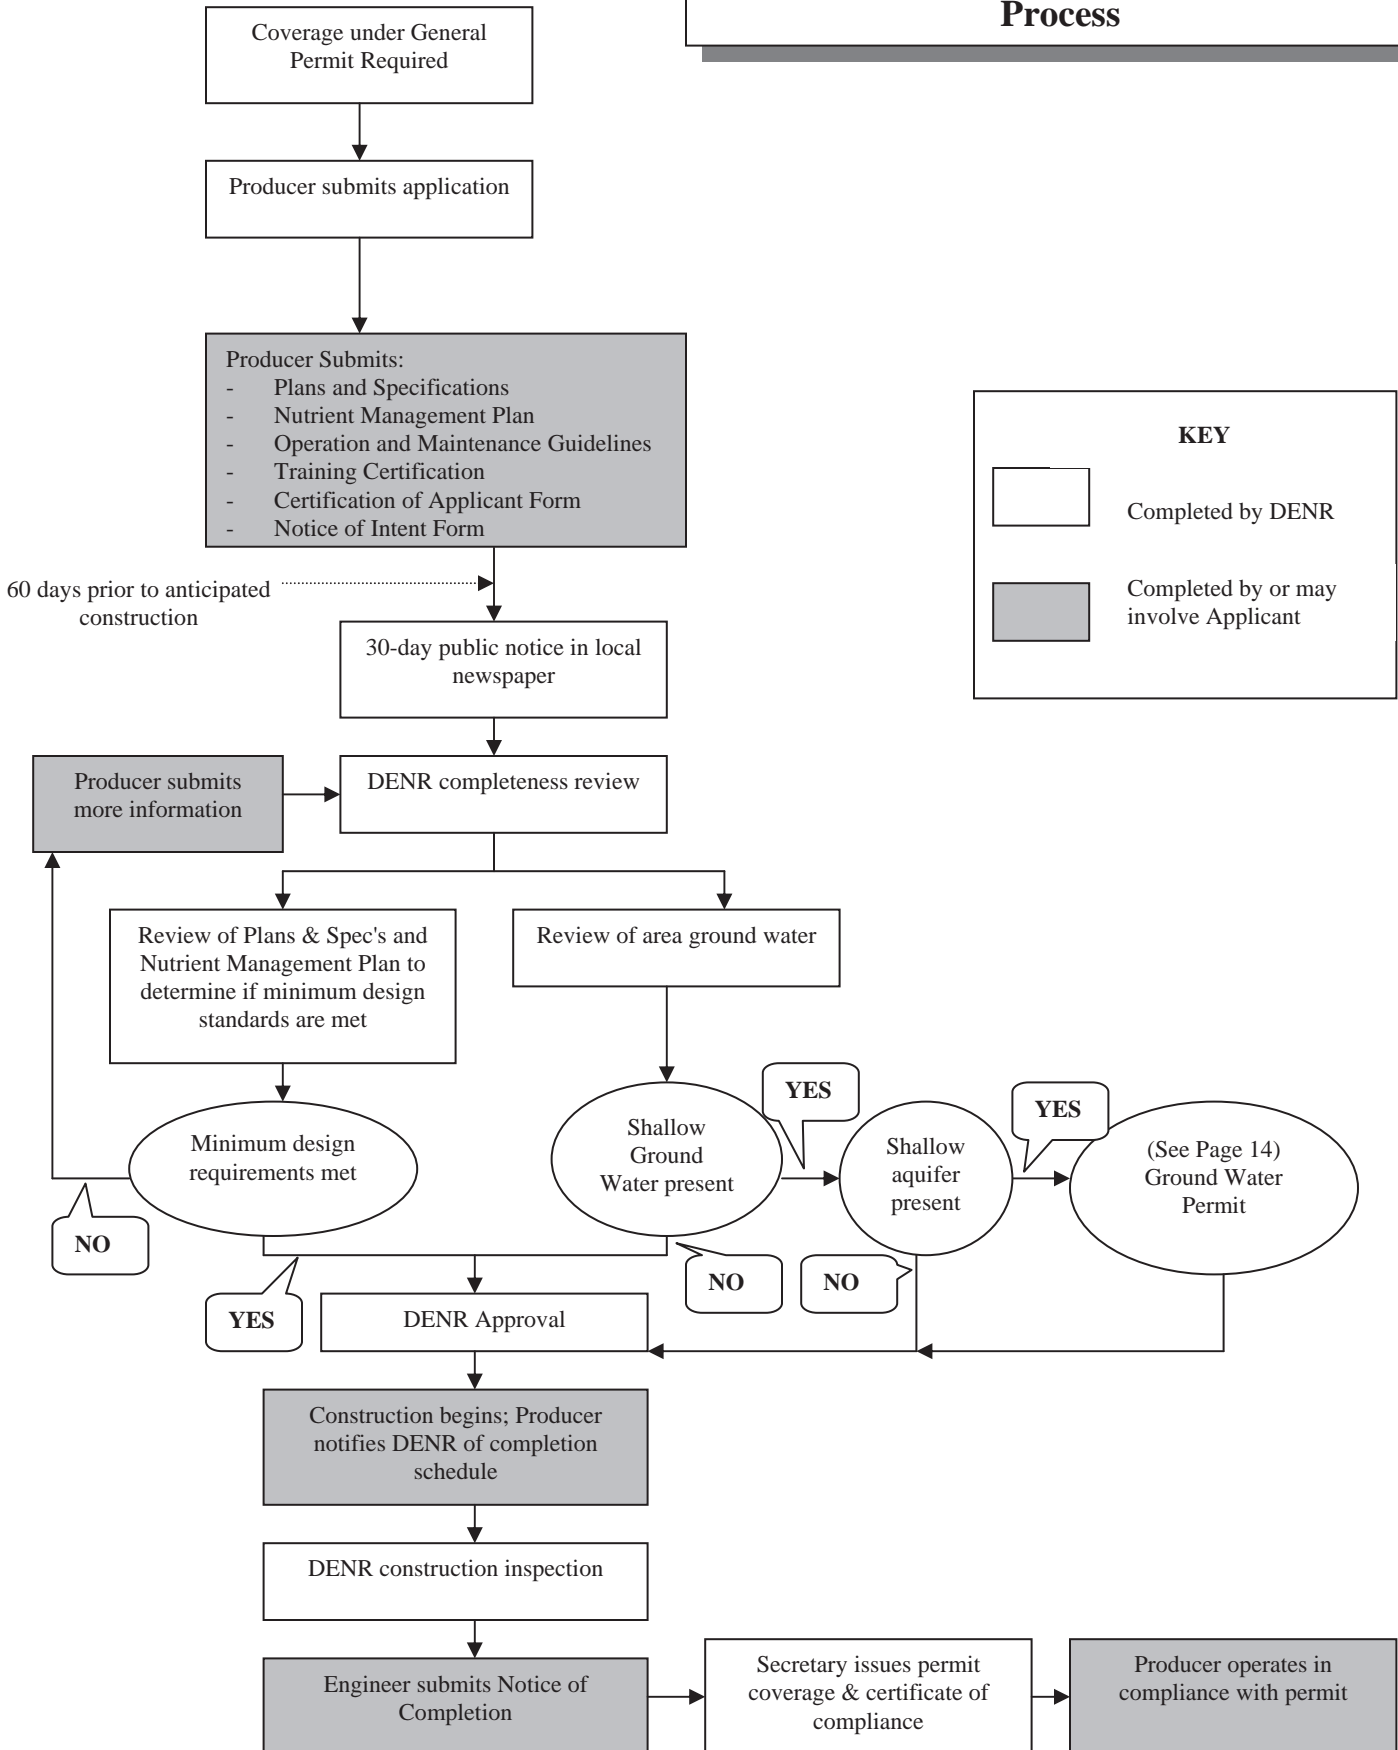 Process
Coverage under General
Permit Required
Producer submits application
Producer Submits:
- Plans and Specifications
- Nutrient Management Plan
- Operation and Maintenance Guidelines
- Training Certification
- Certification of Applicant Form
- Notice of Intent Form
KEY
Completed by DENR
Completed by or may
involve Applicant
60 days prior to anticipated
construction
30-day public notice in local
newspaper
Producer submits
more information
DENR completeness review
Review of Plans & Spec's and
Nutrient Management Plan to
determine if minimum design
standards are met
Review of area ground water
Minimum design
requirements met
Shallow
Ground
Water present
YES
Shallow
aquifer
present
YES
(See Page 14)
Ground Water
Permit
NO
YES
NO
NO
DENR Approval
Construction begins; Producer
notifies DENR of completion
schedule
DENR construction inspection
Engineer submits Notice of
Completion
Secretary issues permit
coverage & certificate of
compliance
Producer operates in
compliance with permit